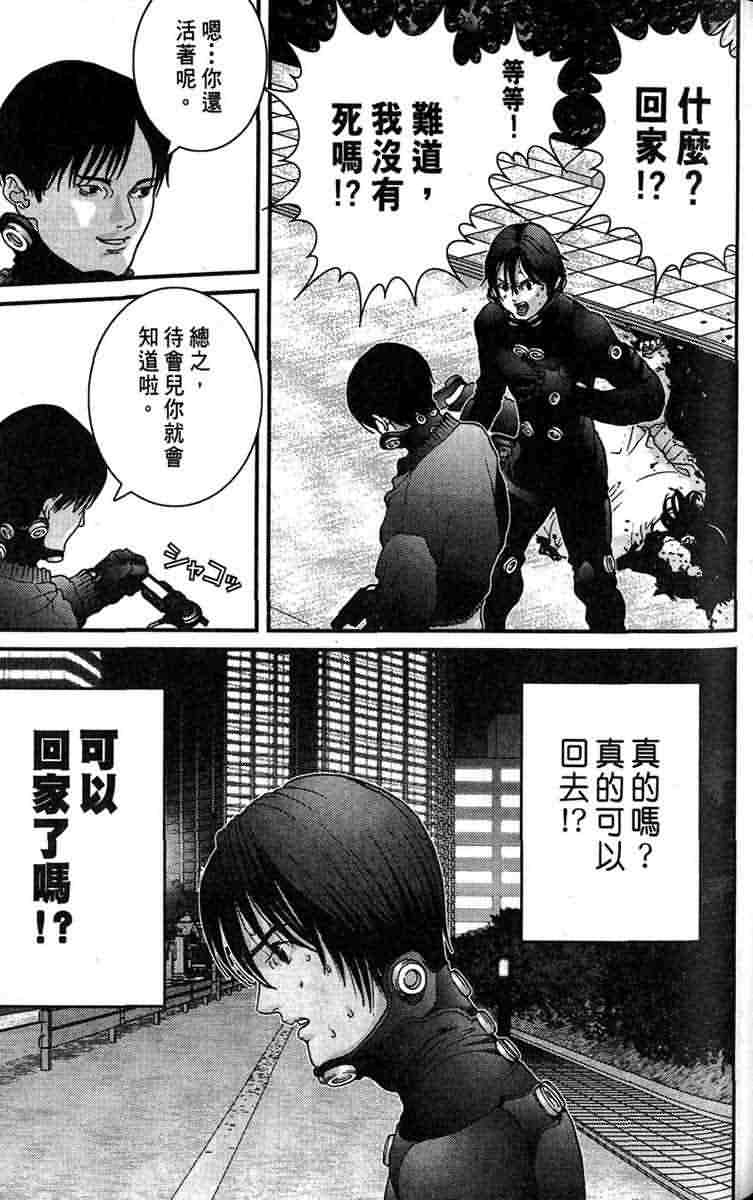 什麼？
回家!?
等等！
難道，
我沒有
死嗎!?
嗯…你還
活著呢。
總之，
待會兒你就會
知道啦。
シャコッ
真的嗎？
真的可以
回去!?
可以
回家了嗎!?